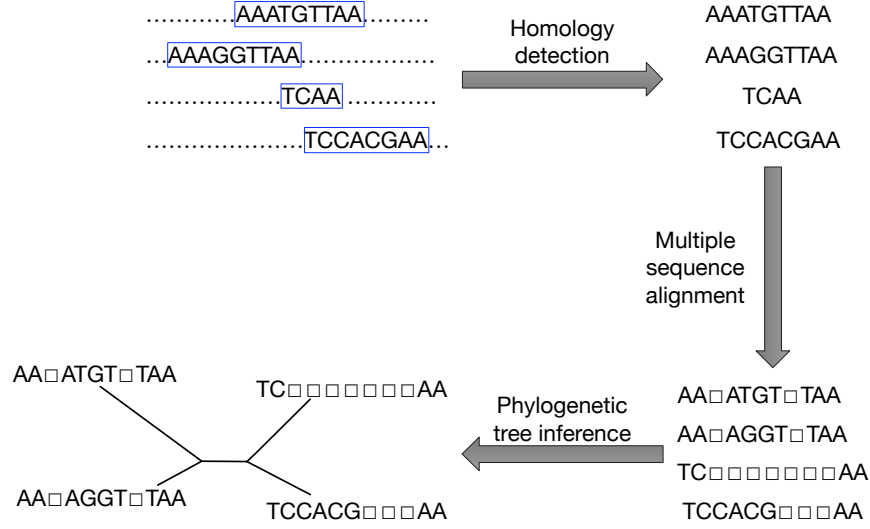 ............AAATGTTAA.........
...AAAGGTTAA..................
..................TCAA ............
.....................TCCACGAA...
Homology
detection
AAATGTTAA
AAAGGTTAA
TCAA
TCCACGAA
Multiple
sequence
alignment
AA□ATGT□TAA
AA□AGGT□TAA
TC□□□□□□□AA
TCCACG□□□AA
Phylogenetic
tree inference
AA□ATGT□TAA
TC□□□□□□□AA
AA□AGGT□TAA
TCCACG□□□AA